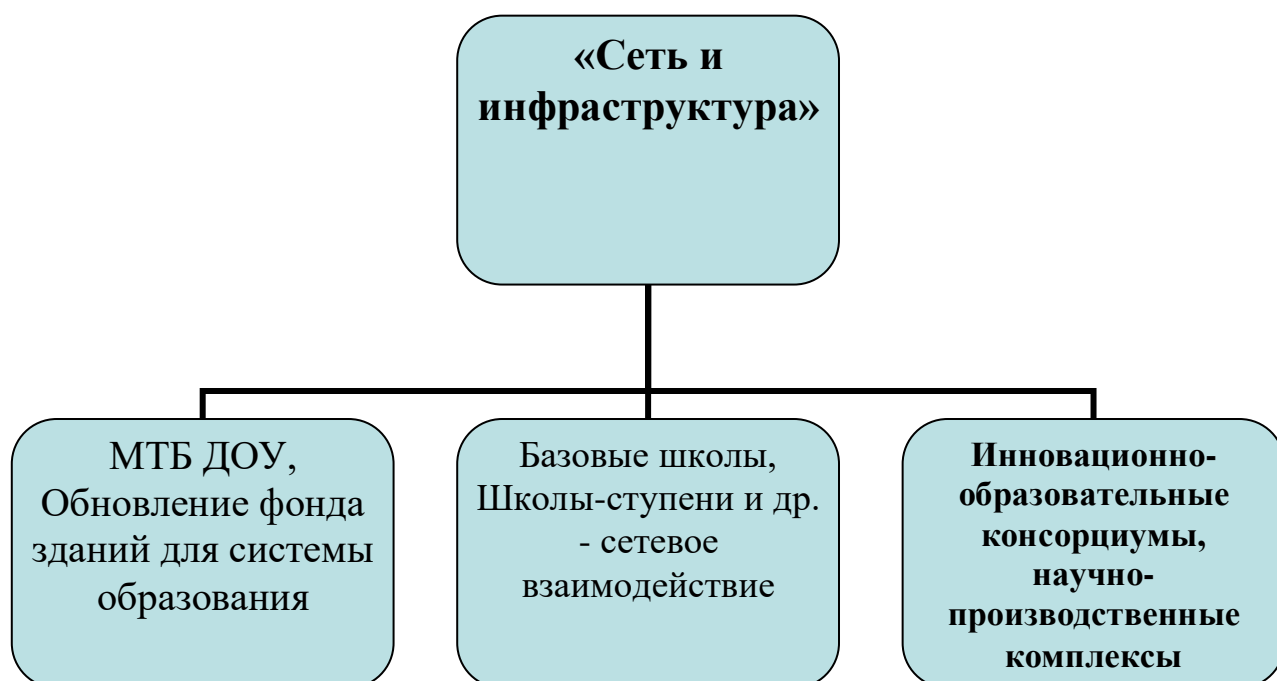 «Сеть и
инфраструктура»
МТБ ДОУ,
Обновление фонда
зданий для системы
образования
Базовые школы,
Школы-ступени и др.
- сетевое
взаимодействие
Инновационно-
образовательные
консорциумы,
научно-
производственные
комплексы